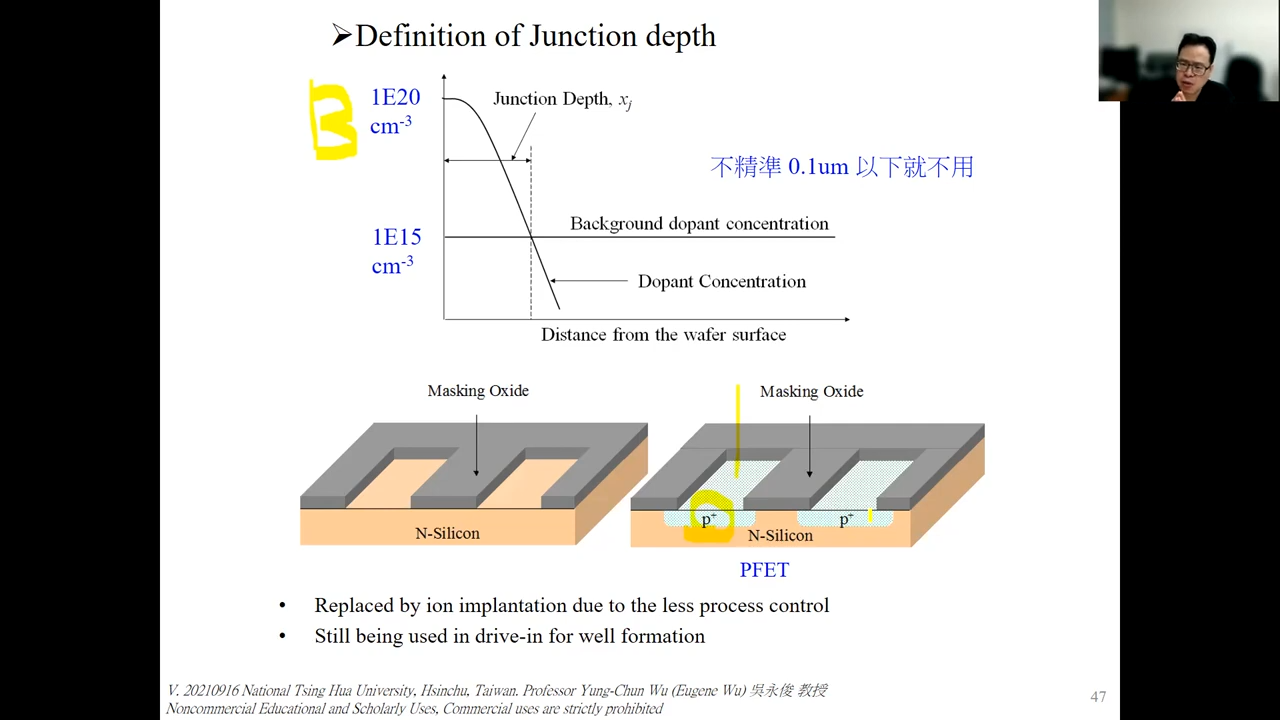 ➢Definition of Junction depth
B
1E20
cm-3
Junction Depth, xj
不精準 0.1um 以下就不用
Background dopant concentration
1E15
cm-3
Dopant Concentration
Distance from the wafer surface
Masking Oxide
Masking Oxide
p+
p+
N-Silicon
N-Silicon
PFET
• Replaced by ion implantation due to the less process control
• Still being used in drive-in for well formation
V. 20210916 National Tsing Hua University, Hsinchu, Taiwan. Professor Yung-Chun Wu (Eugene Wu) 吳永俊 教授
Noncommercial Educational and Scholarly Uses, Commercial uses are strictly prohibited
47